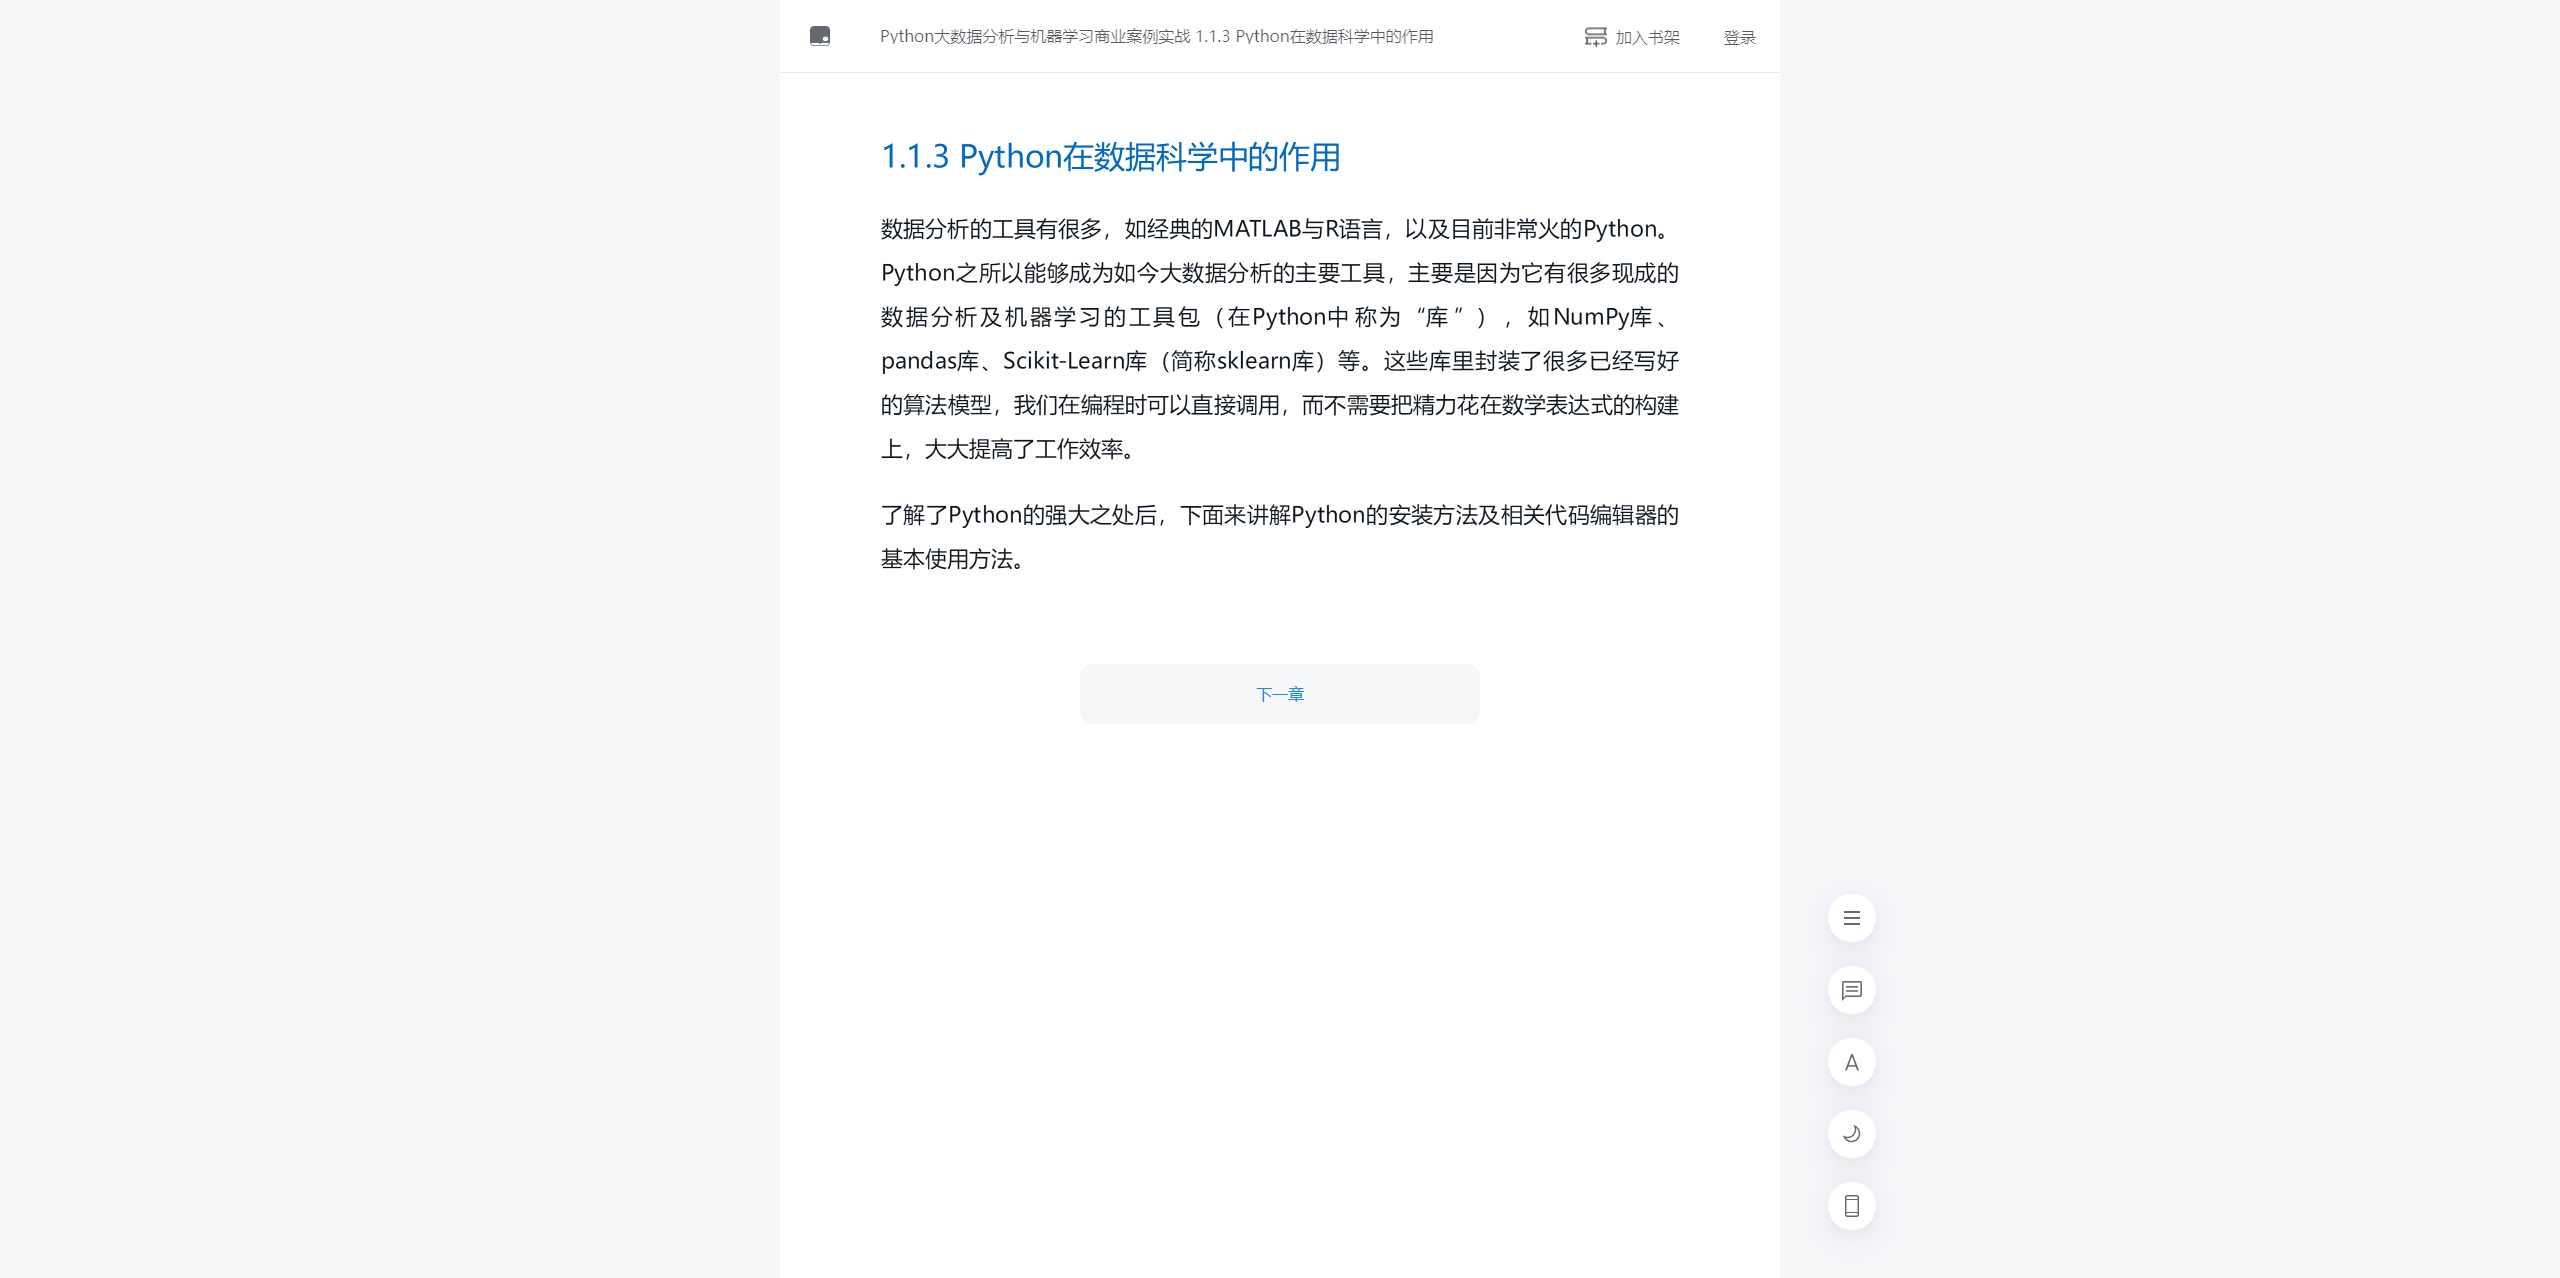 Python大数据分析与机器学习商业案例实战 1.1.3 Python在数据科学中的作用
加入书架
登录
1.1.3 Python在数据科学中的作用
数据分析的工具有很多，如经典的MATLAB与R语言，以及目前非常火的Python。
Python之所以能够成为如今大数据分析的主要工具，主要是因为它有很多现成的
数据分析及机器学习的工具包（在Python中称为“库”），如NumPy库、
pandas库、Scikit-Learn库（简称sklearn库）等。这些库里封装了很多已经写好
的算法模型，我们在编程时可以直接调用，而不需要把精力花在数学表达式的构建
上，大大提高了工作效率。
了解了Python的强大之处后，下面来讲解Python的安装方法及相关代码编辑器的
基本使用方法。
下一章
A